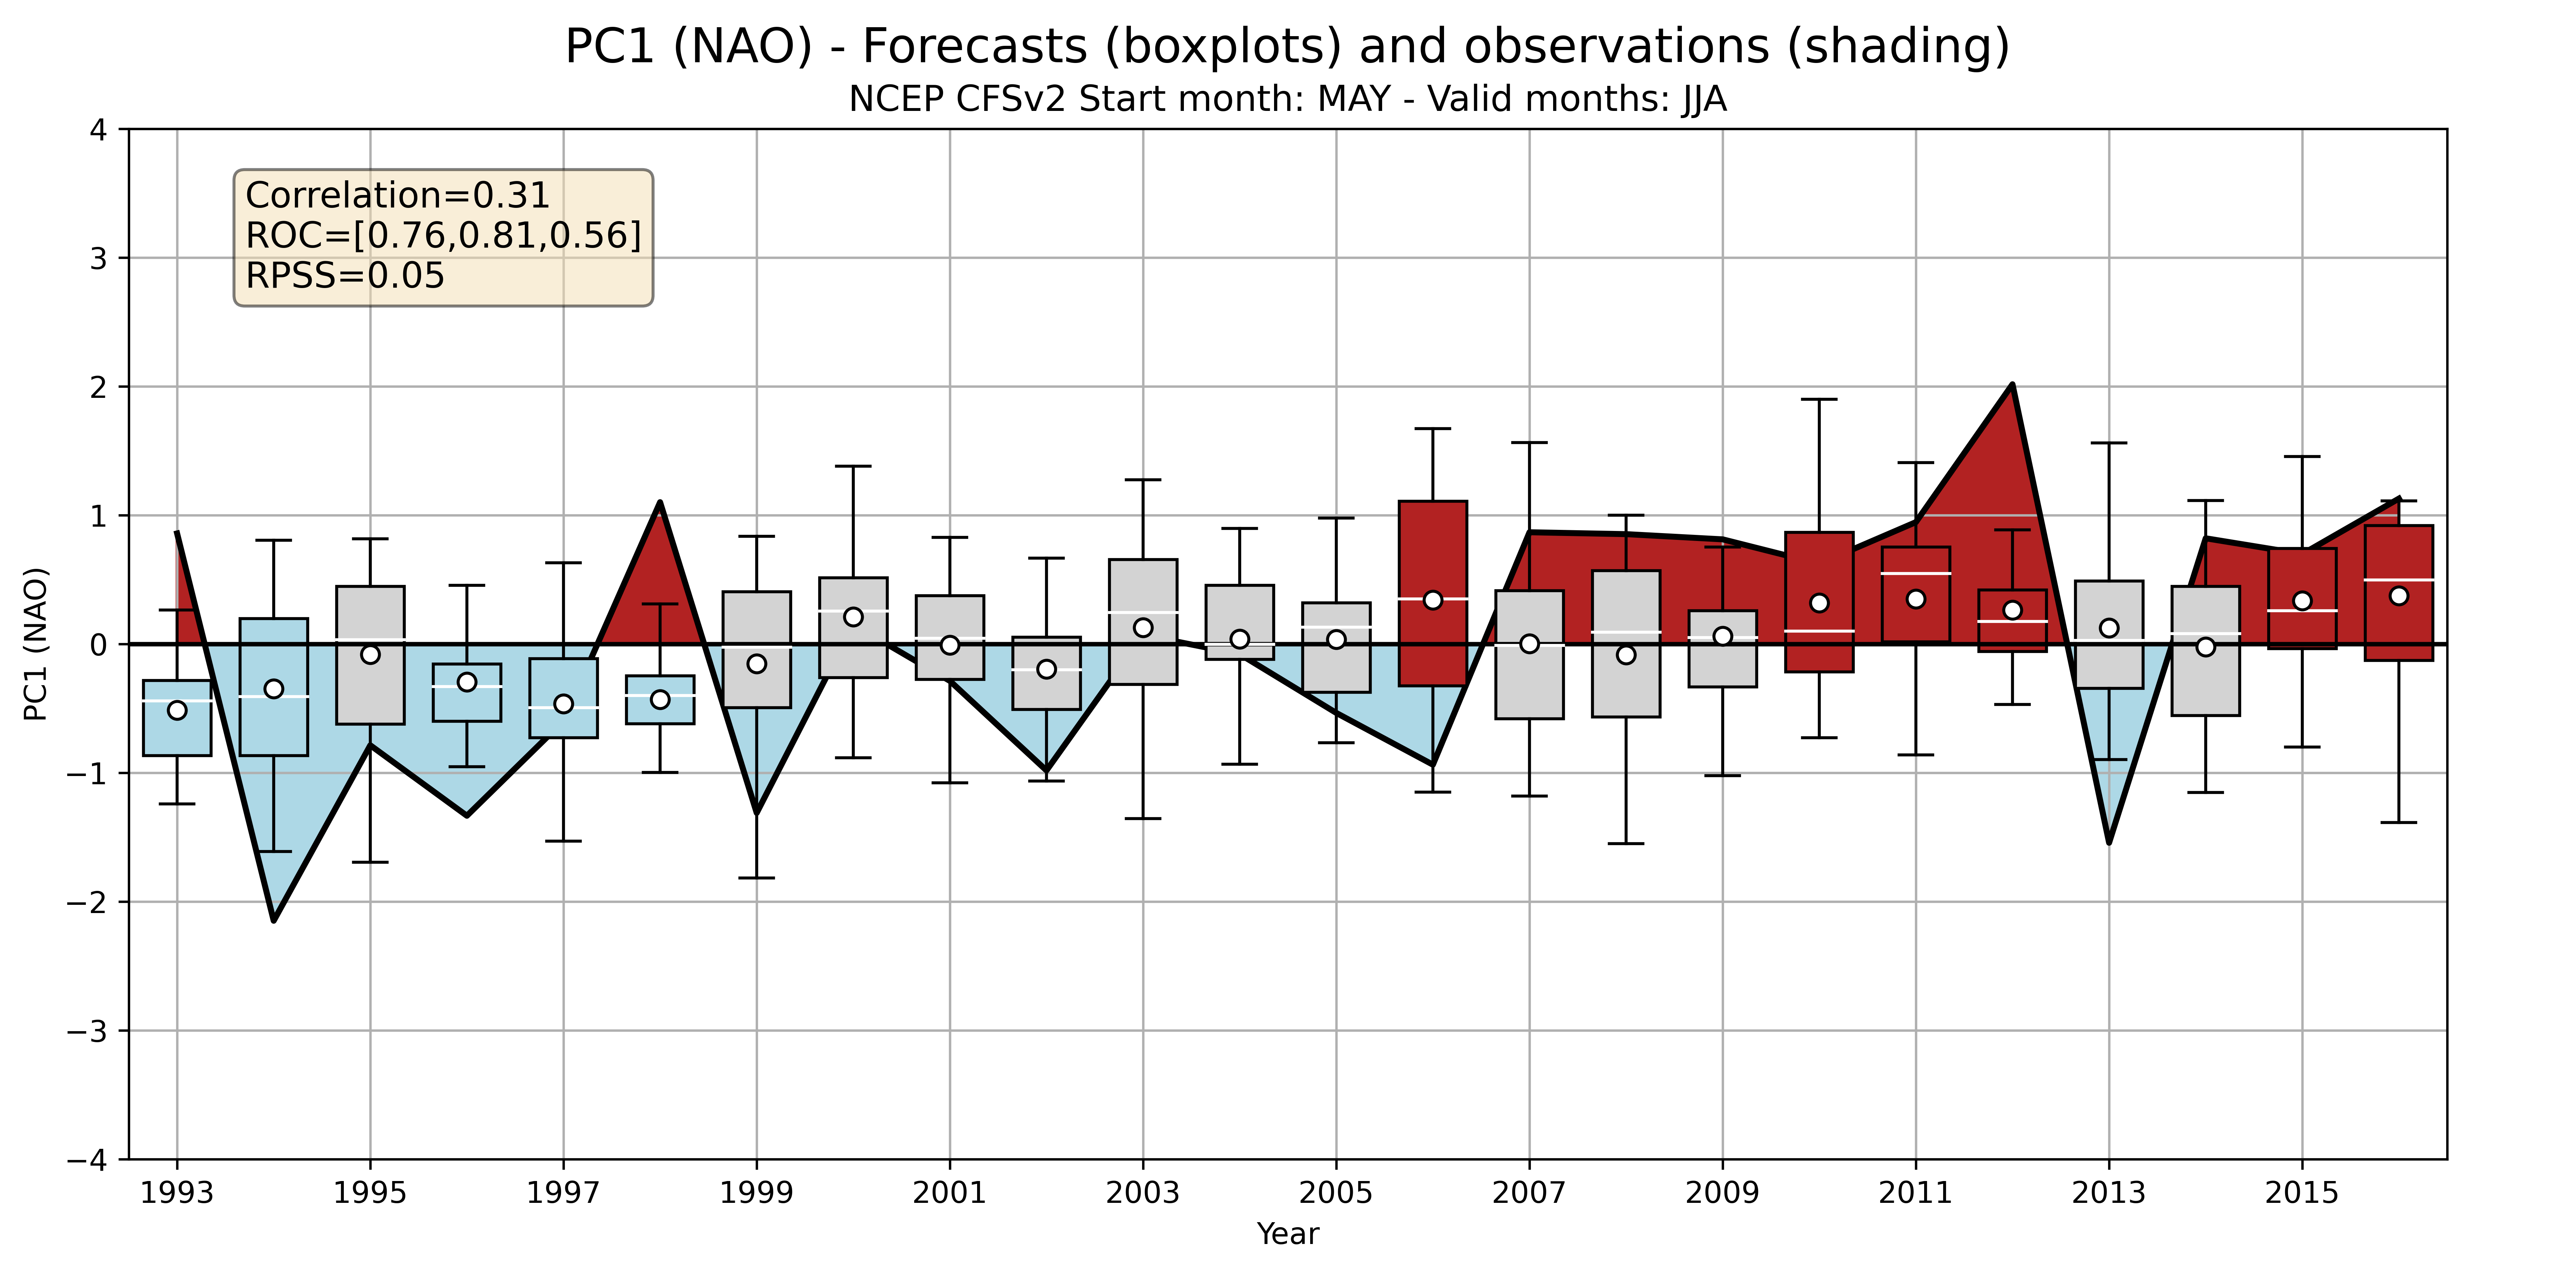 PC1 (NAO) - Forecasts (boxplots) and observations (shading)
NCEP CFSv2 Start month: MAY - Valid months: JJA
Correlation=0.31
ROC=[0.76,0.81,0.56]
RPSS=0.05
PC1 (NAO)
4
3
2
1
0
−1
−2
−3
−4
1993 1995 1997 1999 2001 2003 2005 2007 2009 2011 2013 2015
Year